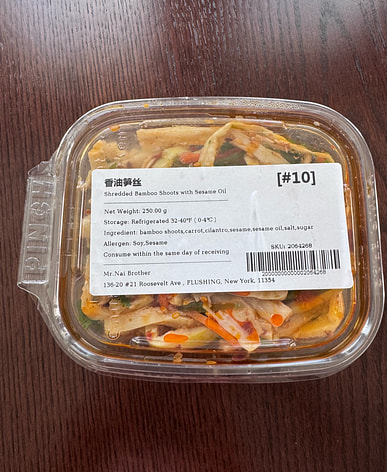 香油笋丝
[#10]
Shredded Bamboo Shoots with Sesame Oil
Net Weight: 250.00 g
Storage: Refrigerated 32-40°F ( 0-4℃ )
Ingredient: bamboo shoots,carrot,cilantro,sesame,sesame oil,salt,sugar
Allergen: Soy,Sesame
SKU: 2064268
Consume within the same day of receiving
Mr.Nai Brother
2000000000002064268
136-20 #21 Roosevelt Ave , FLUSHING, New York, 11354